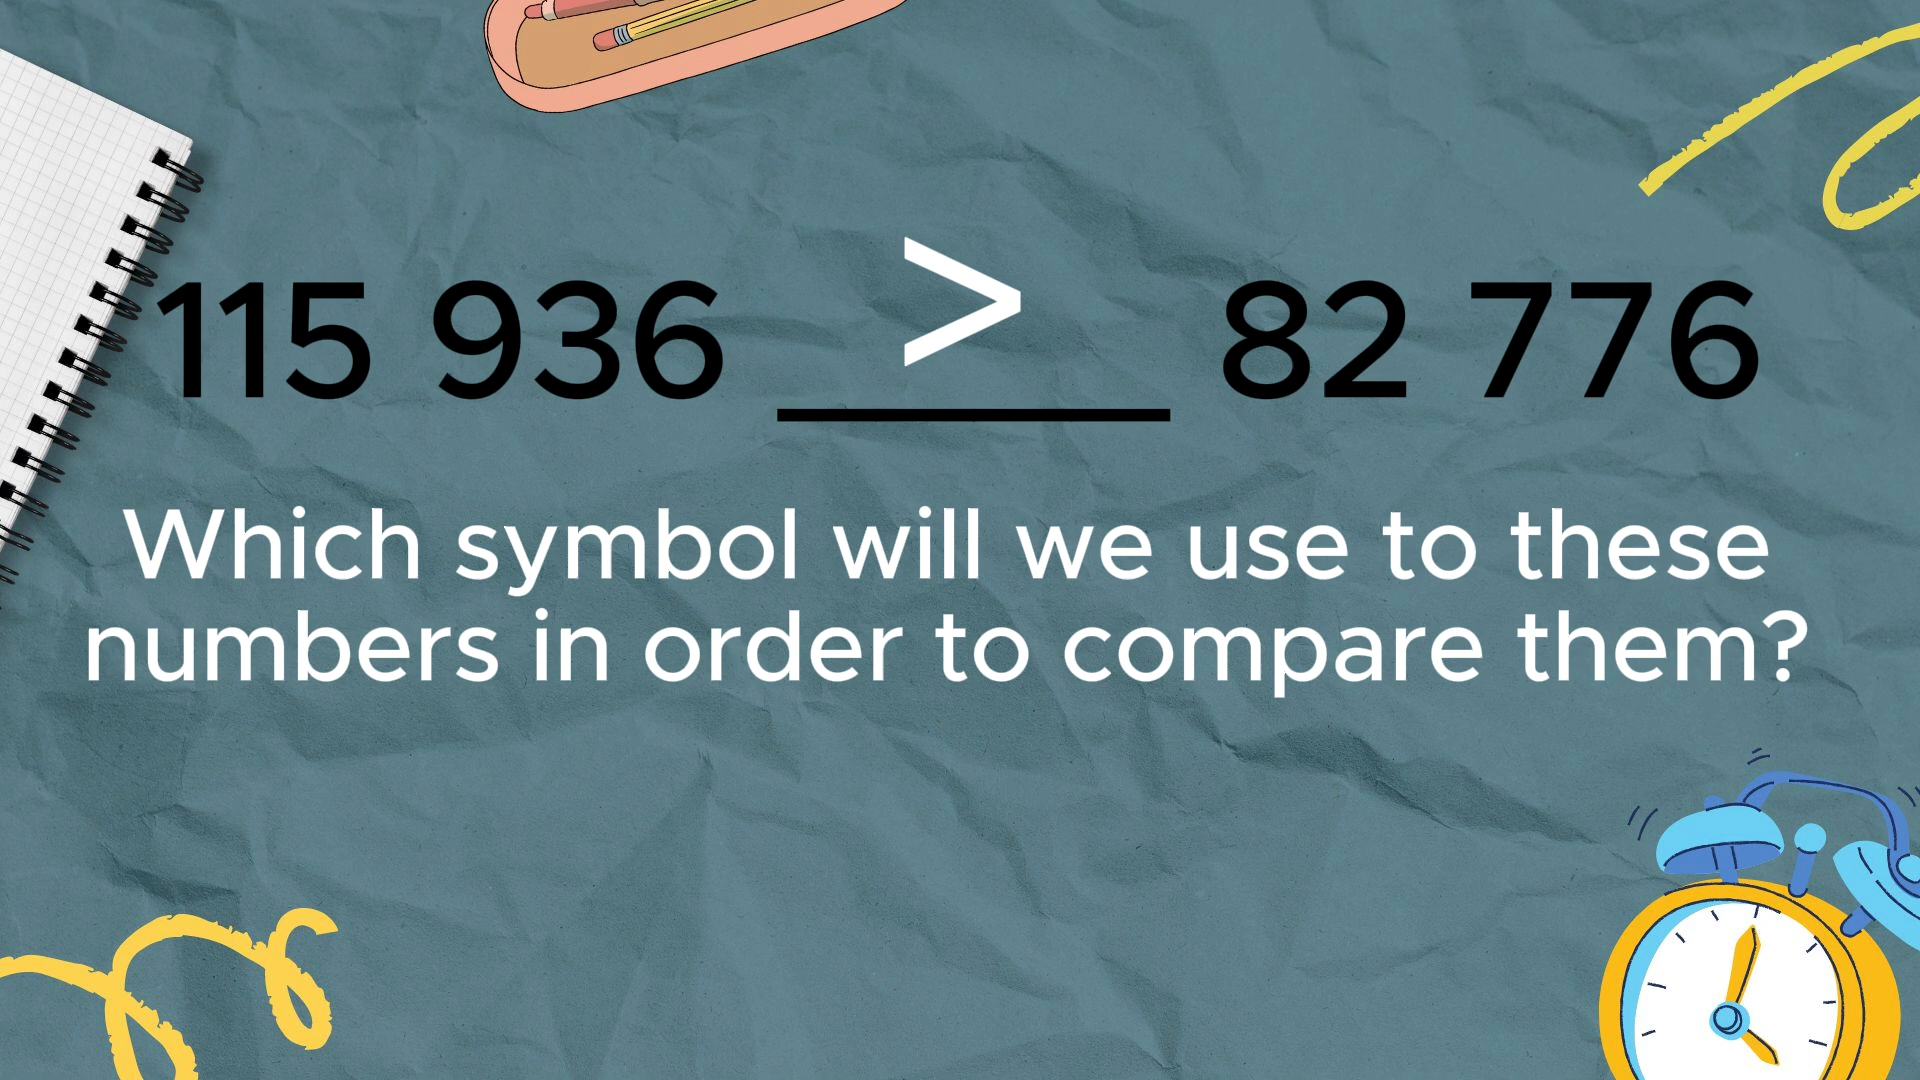 115 936 > 82 776
Which symbol will we use to these
numbers in order to compare them?